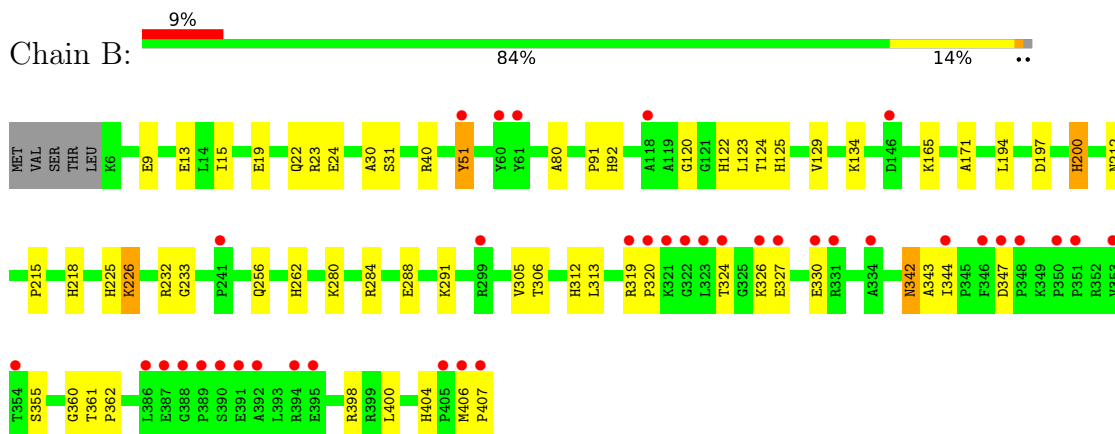 9%
Chain B:
84% 14% ••
MET VAL SER THR LEU K6 E9 E13 L14 I15 E19 Q22 R23 E24 A30 S31 R40 Y51 Y60 Y61 A80 P91 H92 A118 A119 G120 G121 H122 L123 T124 H125 V129 K134 D146 K165 A171 L194 D197 H200
P215 H218 H225 K226 R232 G233 P241 Q256 H262 K280 R284 E288 K291 R299 V305 T306 H312 L313 R319 P320 K321 G322 L323 T324 G325 K326 E327 E330 R331 A334 N342 A343 I344 P345 F346 D347 P348 K349 P350 P351 R352 V353
T354 S355 G360 T361 P362 L386 E387 G388 P389 S390 E391 A392 L393 R394 E395 R398 R399 L400 H404 P405 M406 P407